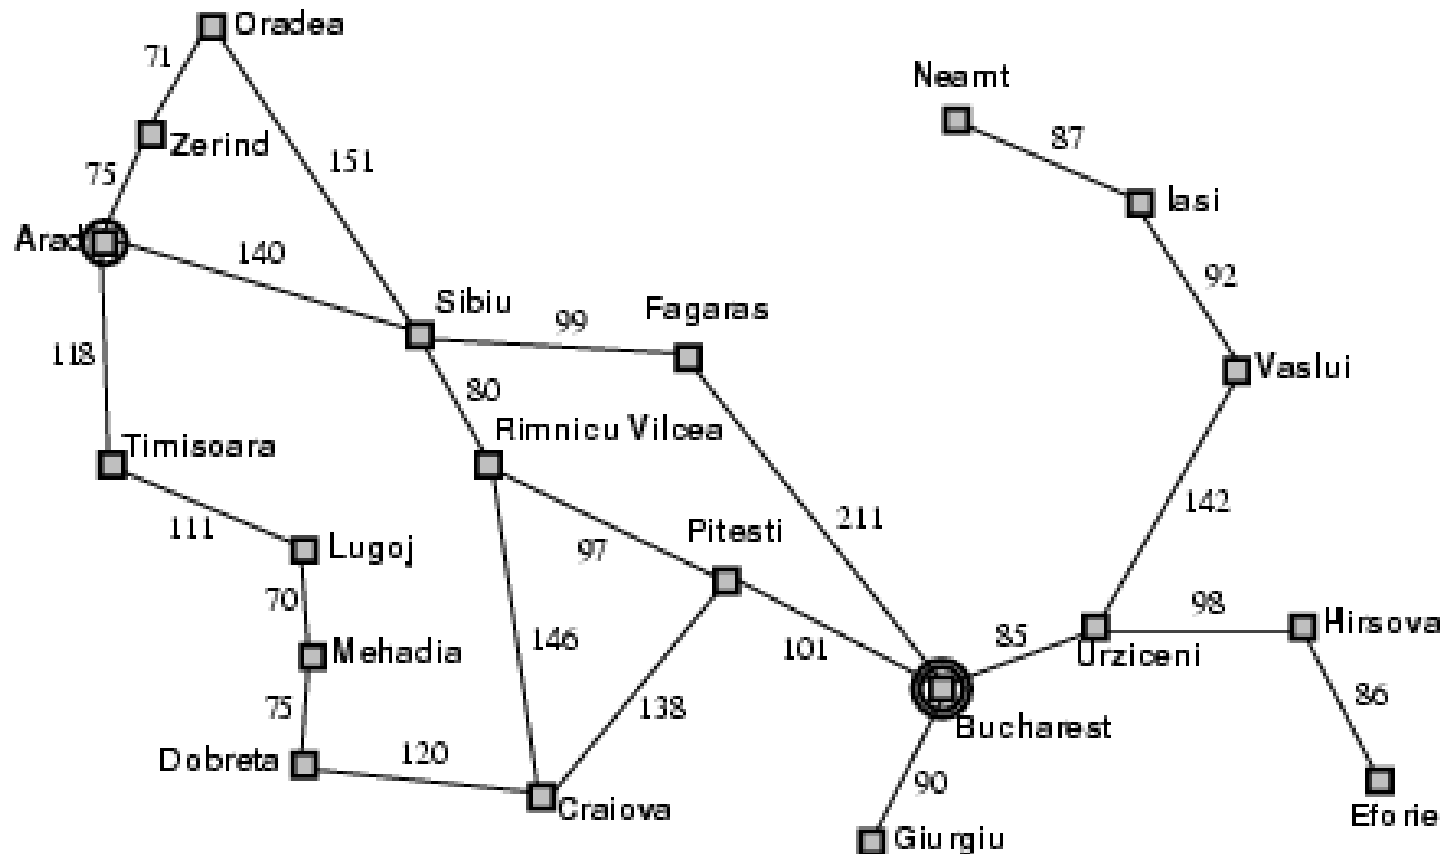 Oradea
71
Neamt
87
Zerind
75
151
Iasi
Arad
140
92
Sibiu
Fagaras
99
118
80
Vaslui
Rimnicu Vilcea
Timisoara
142
211
Pitesti
111
97
Lugoj
70
98
Hirsova
146
85
Mehadia
101
Urziceni
86
75
138
Bucharest
Dobreta
120
90
Craiova
Eforie
Giurgiu